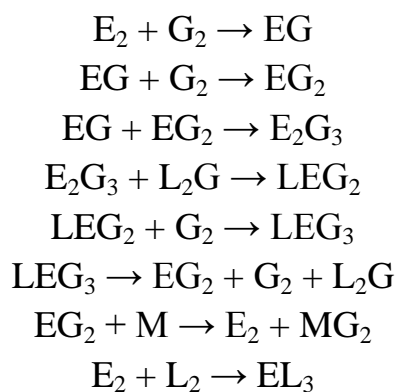 E₂ + G₂ → EG
EG + G₂ → EG₂
EG + EG₂ → E₂G₃
E₂G₃ + L₂G → LEG₂
LEG₂ + G₂ → LEG₃
LEG₃ → EG₂ + G₂ + L₂G
EG₂ + M → E₂ + MG₂
E₂ + L₂ → EL₃